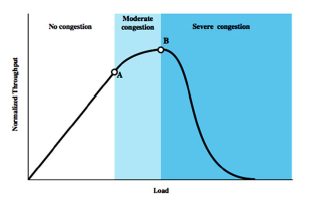 Moderate
No congestion
congestion
Severe congestion
B
A
Normalized Throughput
Load